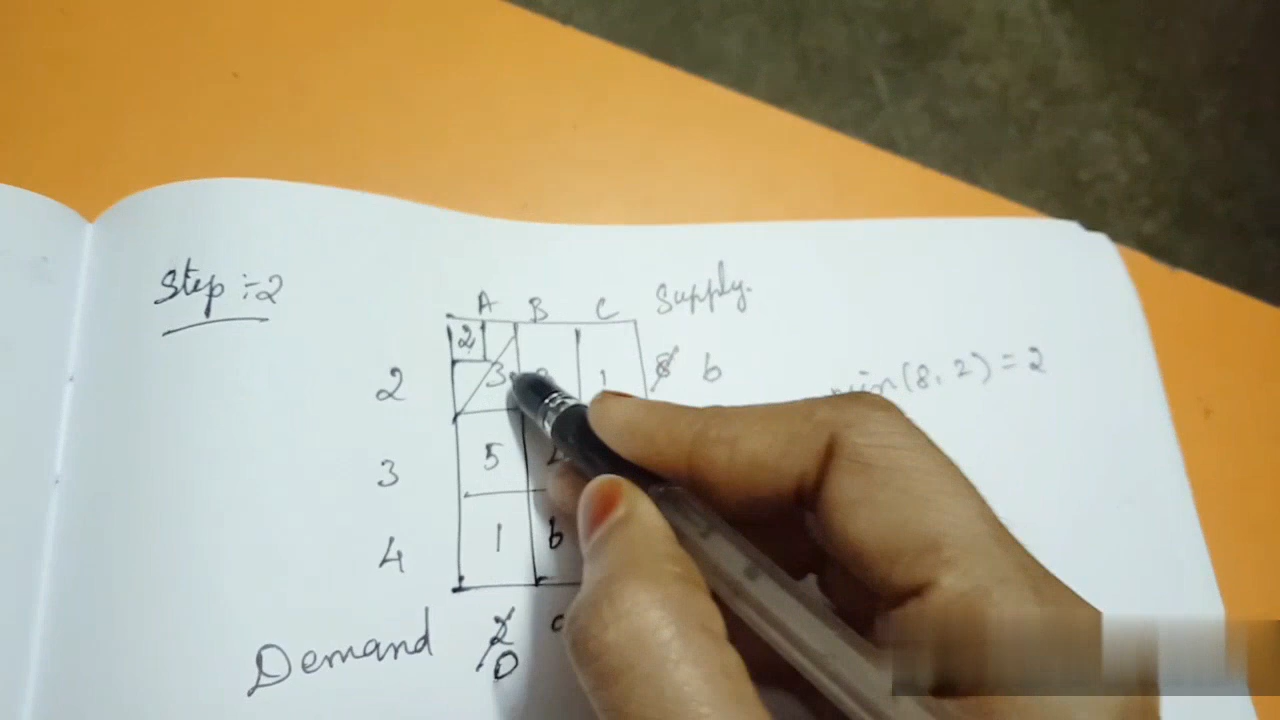 Step :- 2
A B C Supply.
2
2 3 1 8 6 min(8, 2) = 2
3 5
4 1 6
Demand 2
0